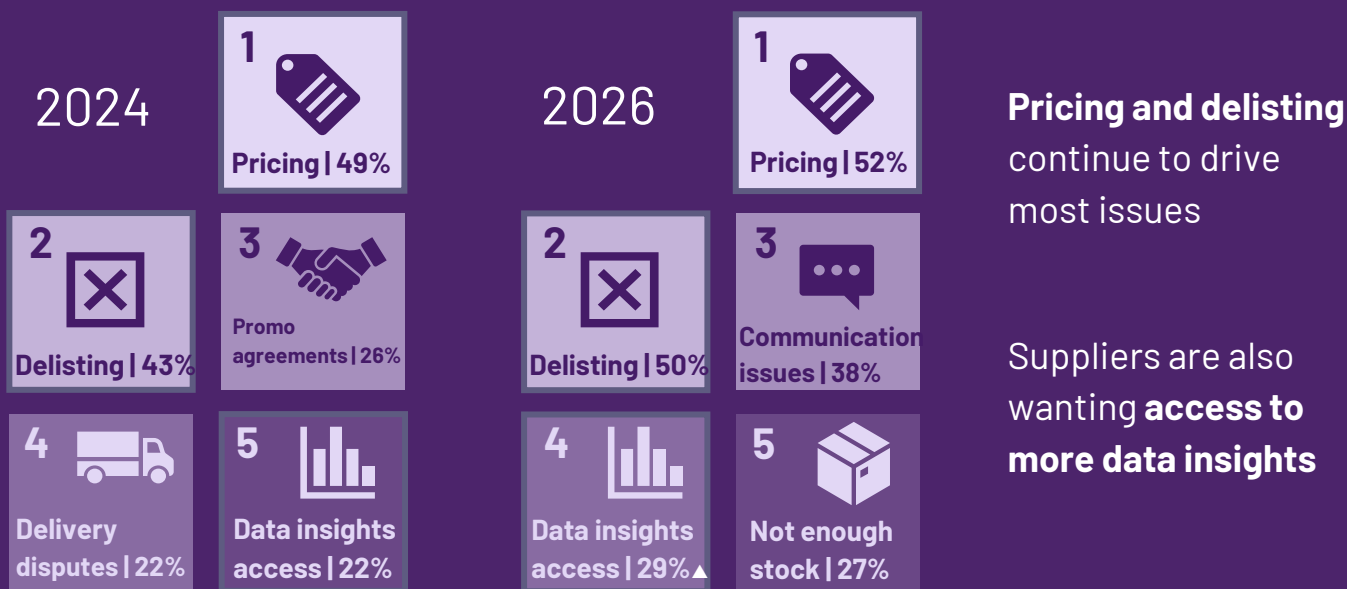 2024
1
Pricing | 49%
2
Delisting | 43%
3
Promo
agreements | 26%
4
Delivery
disputes | 22%
5
Data insights
access | 22%
2026
1
Pricing | 52%
2
Delisting | 50%
3
Communication
issues | 38%
4
Data insights
access | 29%▲
5
Not enough
stock | 27%
Pricing and delisting
continue to drive
most issues
Suppliers are also
wanting access to
more data insights